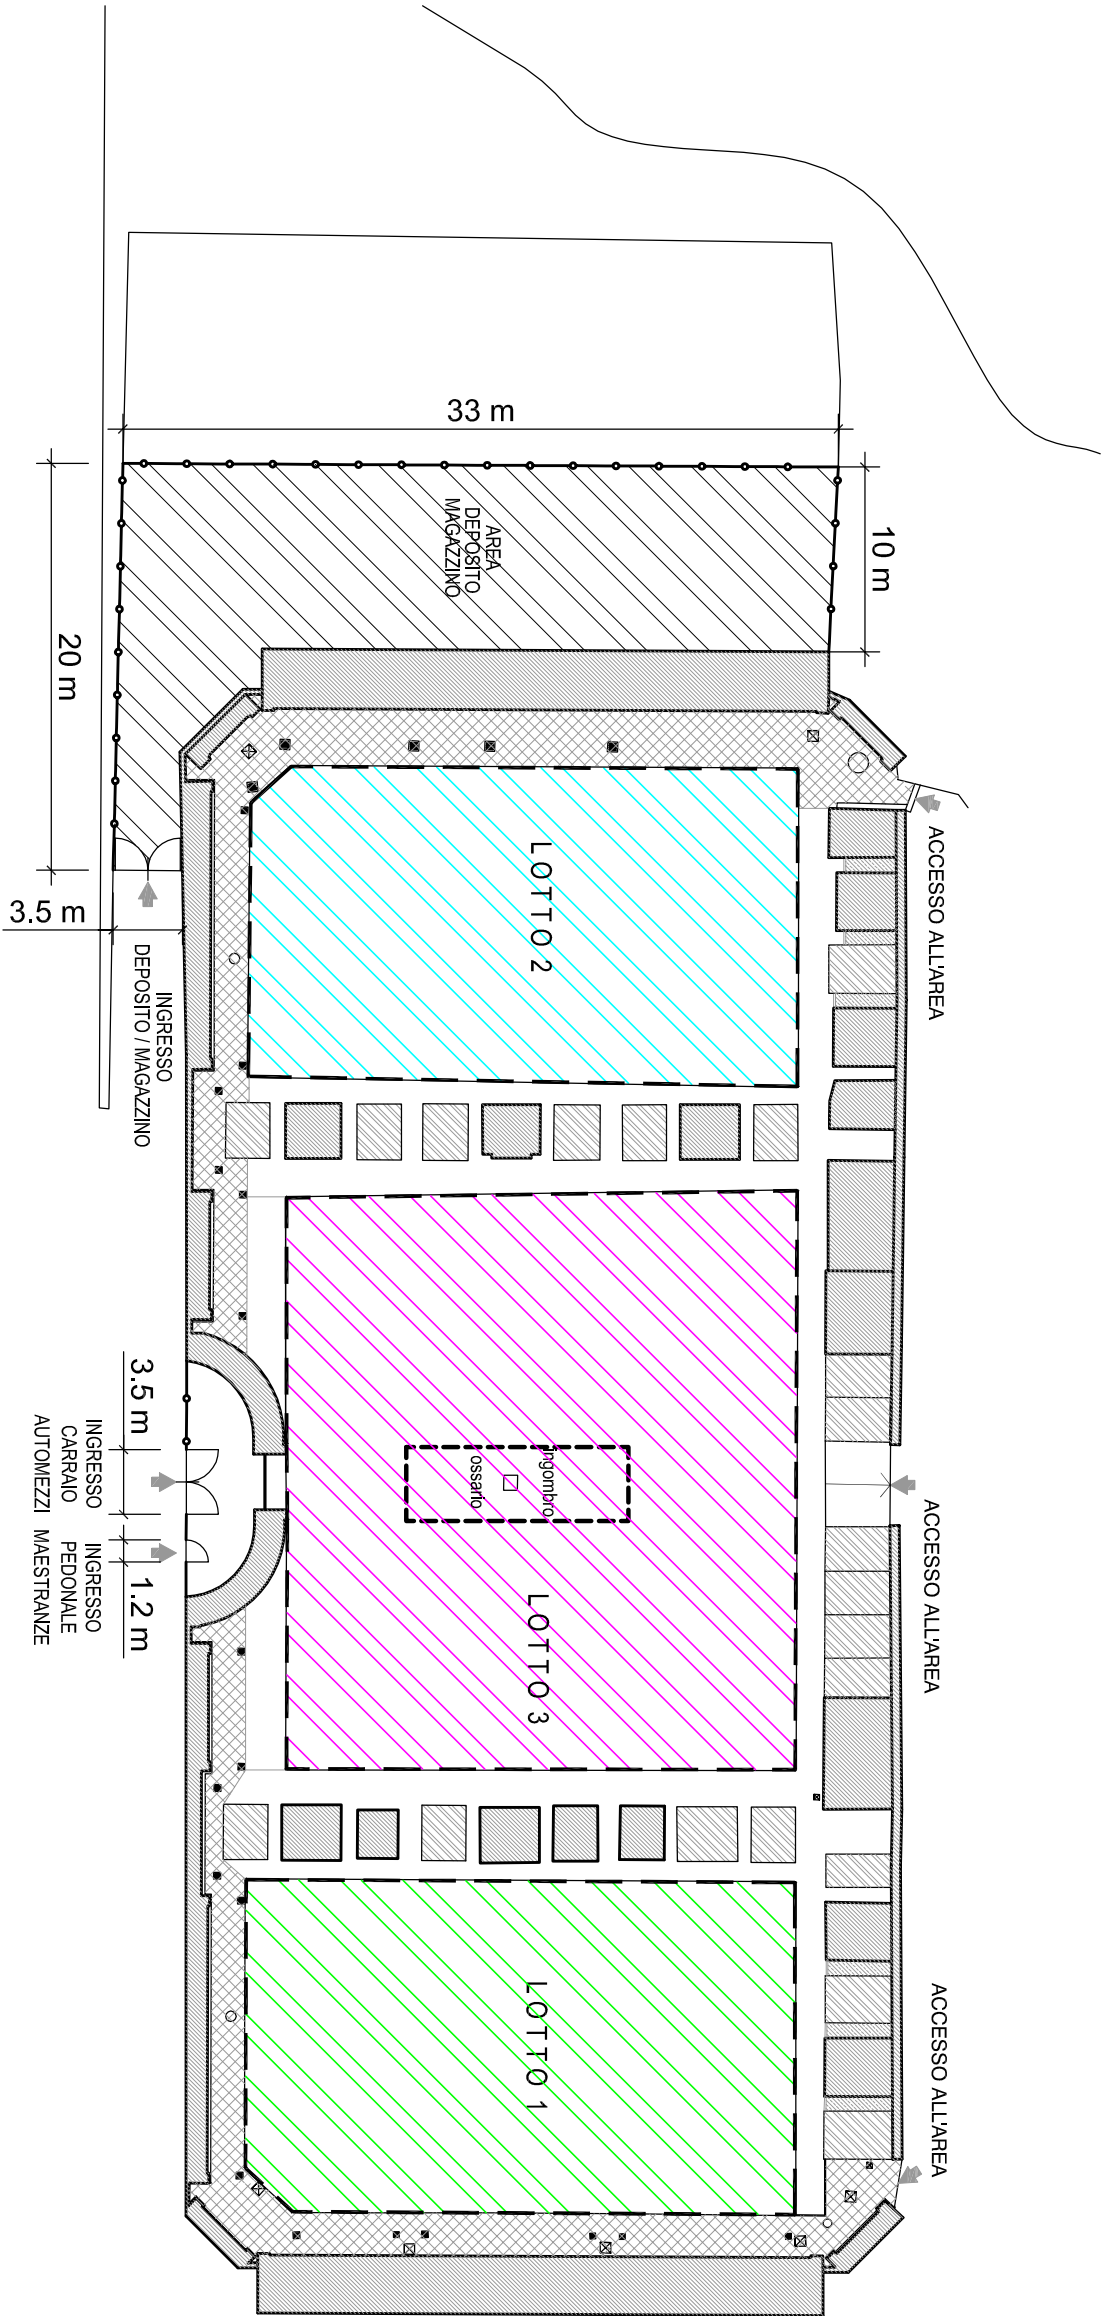 33 m
10 m
AREA
DEPOSITO
MAGAZZINO
20 m
3.5 m
INGRESSO
DEPOSITO / MAGAZZINO
ACCESSO ALL'AREA
LOTTO 2
3.5 m
INGRESSO
CARRAIO
AUTOMEZZI
INGRESSO
PEDONALE
MAESTRANZE
1.2 m
ingombro
ossario
LOTTO 3
ACCESSO ALL'AREA
LOTTO 1
ACCESSO ALL'AREA